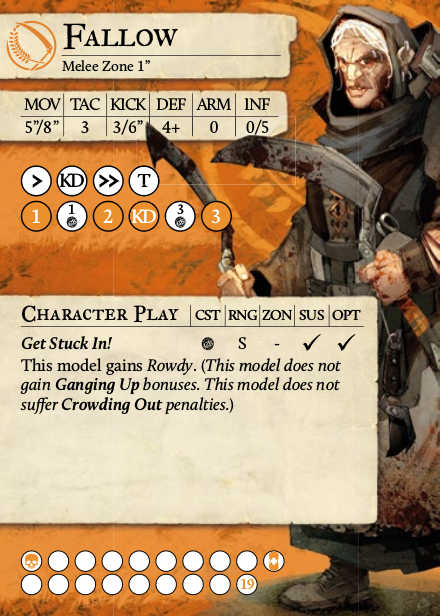 Fallow
Melee Zone 1”
MOV TAC KICK DEF ARM INF
5”/8” 3 3/6” 4+ 0 0/5
> KD >> T
1 1 2 KD 3 3
Character Play CST RNG ZON SUS OPT
Get Stuck In! S - ✓ ✓
This model gains Rowdy. (This model does not
gain Ganging Up bonuses. This model does not
suffer Crowding Out penalties.)
19